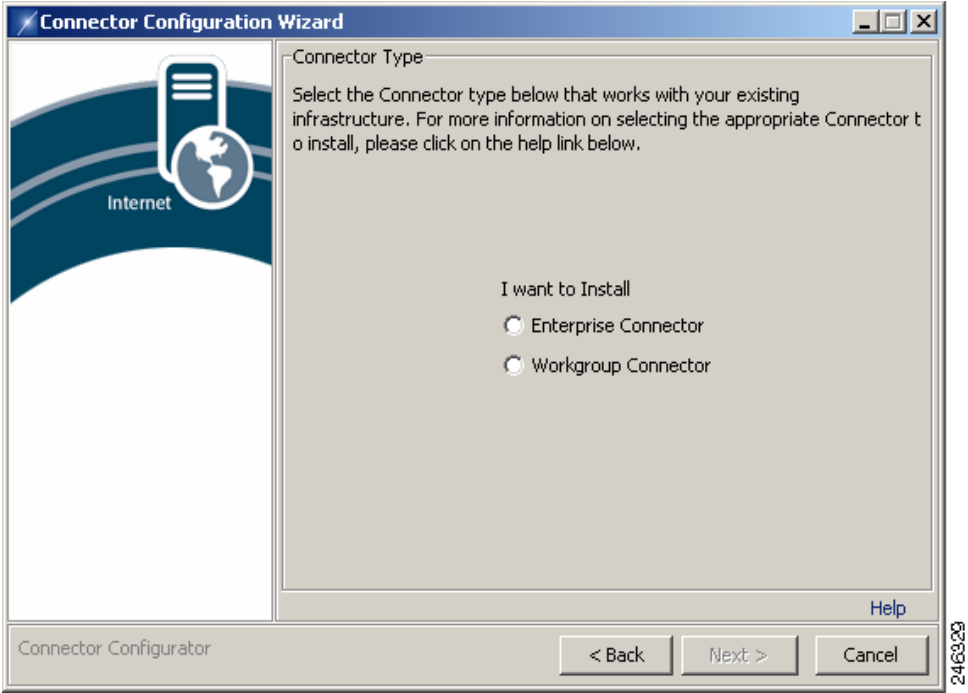 Connector Configuration Wizard
Connector Type
Select the Connector type below that works with your existing
infrastructure. For more information on selecting the appropriate Connector t
o install, please click on the help link below.
Internet
I want to Install
Enterprise Connector
Workgroup Connector
Help
Connector Configurator
< Back
Next >
Cancel
246329